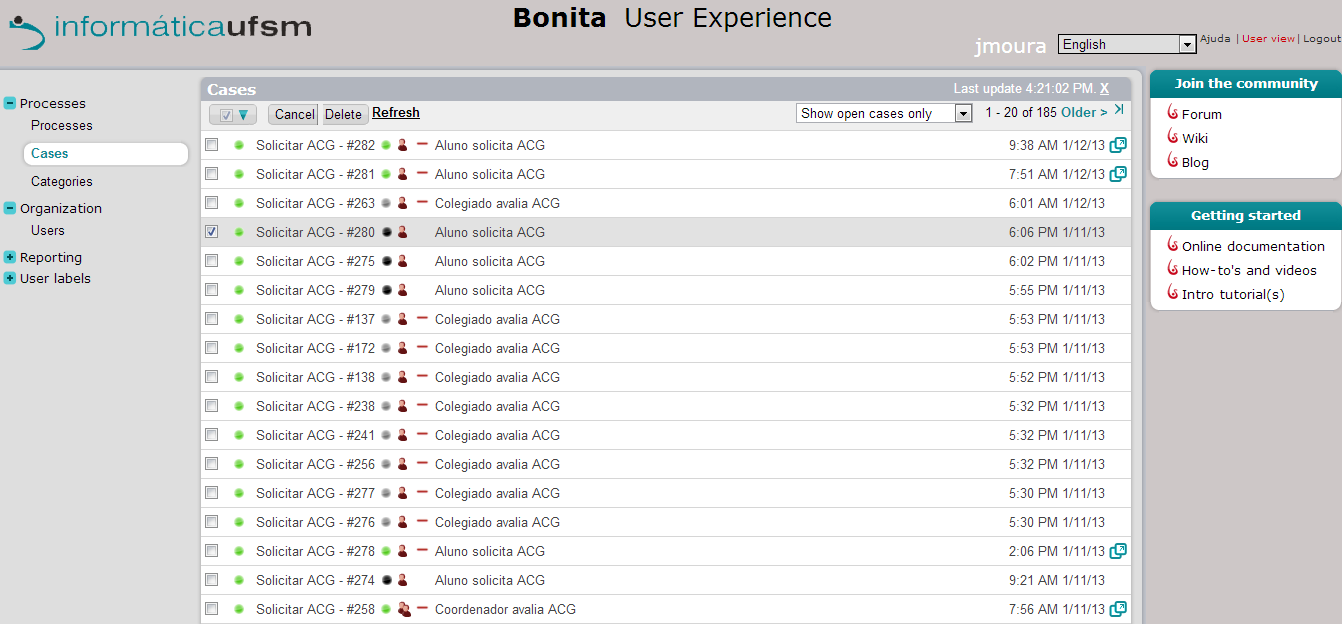 informáticaufsm
Bonita User Experience
jmoura English Ajuda | User view | Logout
Processes
Processes
Cases
Categories
Organization
Users
Reporting
User labels
Cases Last update 4:21:02 PM. X
Cancel Delete Refresh Show open cases only 1 - 20 of 185 Older >
Solicitar ACG - #282 Aluno solicita ACG 9:38 AM 1/12/13
Solicitar ACG - #281 Aluno solicita ACG 7:51 AM 1/12/13
Solicitar ACG - #263 Colegiado avalia ACG 6:01 AM 1/12/13
Solicitar ACG - #280 Aluno solicita ACG 6:06 PM 1/11/13
Solicitar ACG - #275 Aluno solicita ACG 6:02 PM 1/11/13
Solicitar ACG - #279 Aluno solicita ACG 5:55 PM 1/11/13
Solicitar ACG - #137 Colegiado avalia ACG 5:53 PM 1/11/13
Solicitar ACG - #172 Colegiado avalia ACG 5:53 PM 1/11/13
Solicitar ACG - #138 Colegiado avalia ACG 5:52 PM 1/11/13
Solicitar ACG - #238 Colegiado avalia ACG 5:32 PM 1/11/13
Solicitar ACG - #241 Colegiado avalia ACG 5:32 PM 1/11/13
Solicitar ACG - #256 Colegiado avalia ACG 5:32 PM 1/11/13
Solicitar ACG - #277 Colegiado avalia ACG 5:30 PM 1/11/13
Solicitar ACG - #276 Colegiado avalia ACG 5:30 PM 1/11/13
Solicitar ACG - #278 Aluno solicita ACG 2:06 PM 1/11/13
Solicitar ACG - #274 Aluno solicita ACG 9:21 AM 1/11/13
Solicitar ACG - #258 Coordenador avalia ACG 7:56 AM 1/11/13
Join the community
Forum
Wiki
Blog
Getting started
Online documentation
How-to's and videos
Intro tutorial(s)